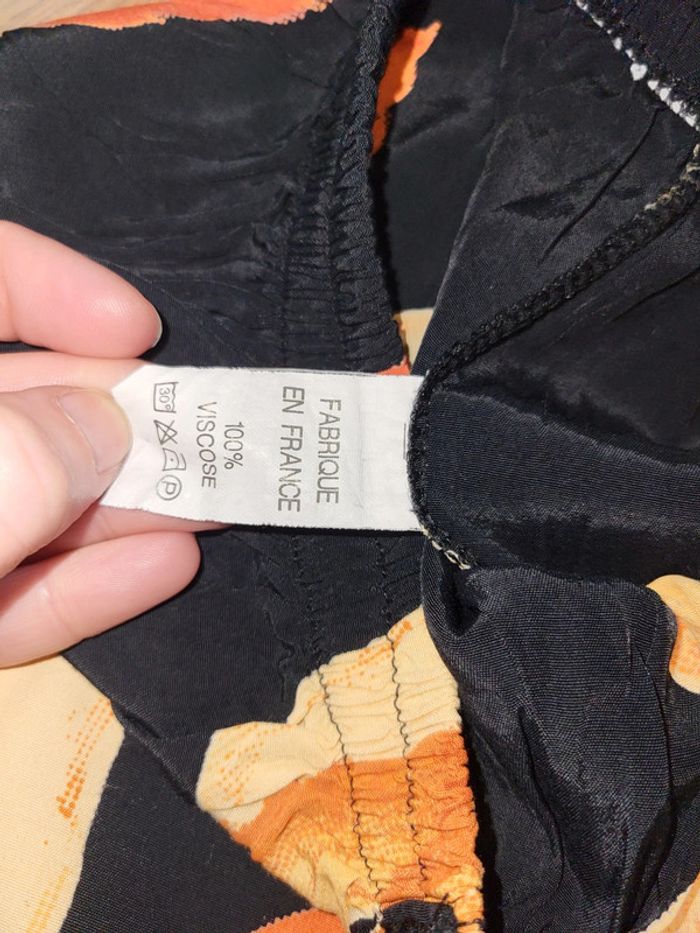 FABRIQUE
EN FRANCE
100%
VISCOSE
30°
P